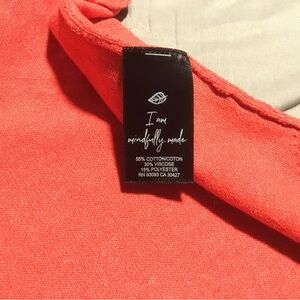 I am
mindfully made
55% COTTON/COTON
30% VISCOSE
15% POLYESTER
RN 93093 CA 30427